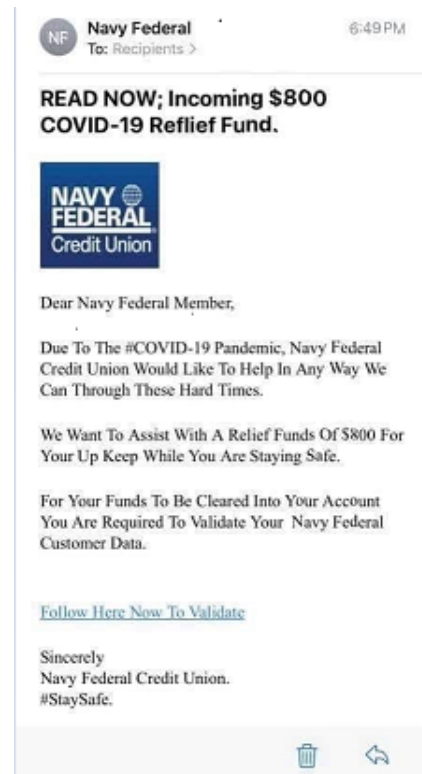 NF
Navy Federal
6:49 PM
To: Recipients >
READ NOW; Incoming $800
COVID-19 Reflief Fund.
NAVY
FEDERAL
Credit Union
Dear Navy Federal Member,
Due To The #COVID-19 Pandemic, Navy Federal
Credit Union Would Like To Help In Any Way We
Can Through These Hard Times.
We Want To Assist With A Relief Funds Of $800 For
Your Up Keep While You Are Staying Safe.
For Your Funds To Be Cleared Into Your Account
You Are Required To Validate Your Navy Federal
Customer Data.
Follow Here Now To Validate
Sincerely
Navy Federal Credit Union.
#StaySafe.